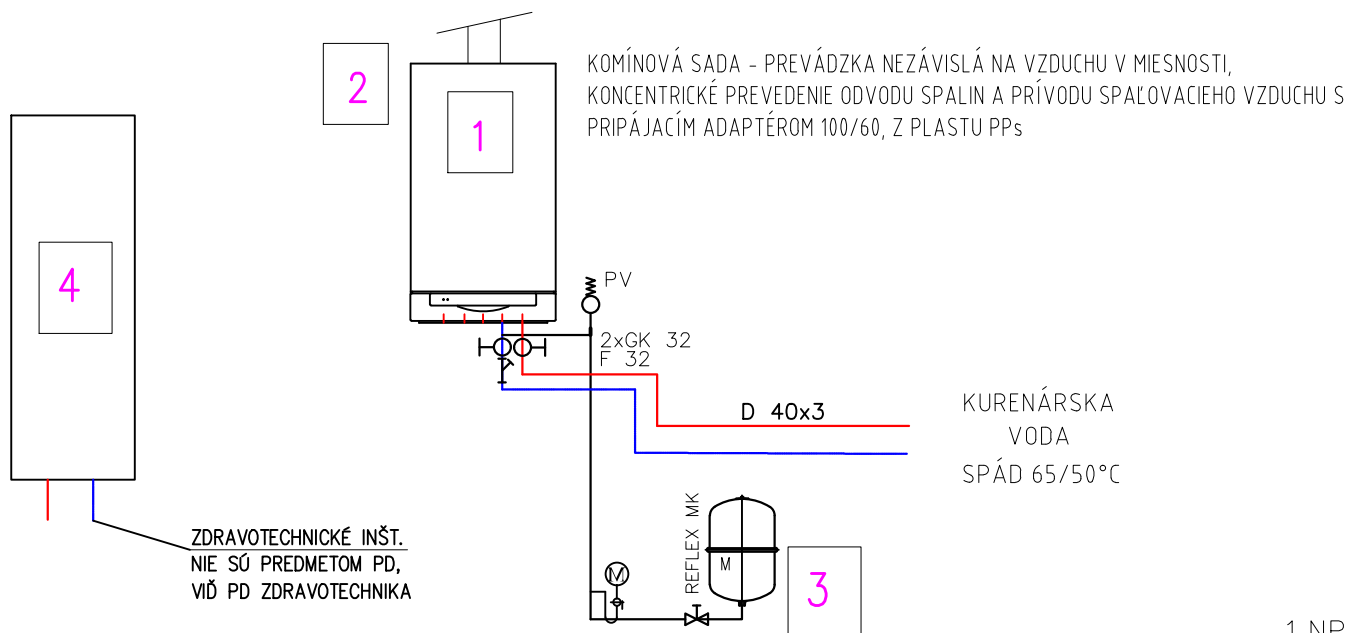 2
KOMÍNOVÁ SADA - PREVÁDZKA NEZÁVISLÁ NA VZDUCHU V MIESNOSTI,
KONCENTRICKÉ PREVEDENIE ODVODU SPALIN A PRÍVODU SPAĽOVACIEHO VZDUCHU S
PRIPÁJACÍM ADAPTÉROM 100/60, Z PLASTU PPs
1
4
PV
2xGK 32
F 32
D 40x3
KURENÁRSKA
VODA
SPÁD 65/50°C
ZDRAVOTECHNICKÉ INŠT.
NIE SÚ PREDMETOM PD,
VIĎ PD ZDRAVOTECHNIKA
REFLEX MK
M
M
3
1 NP